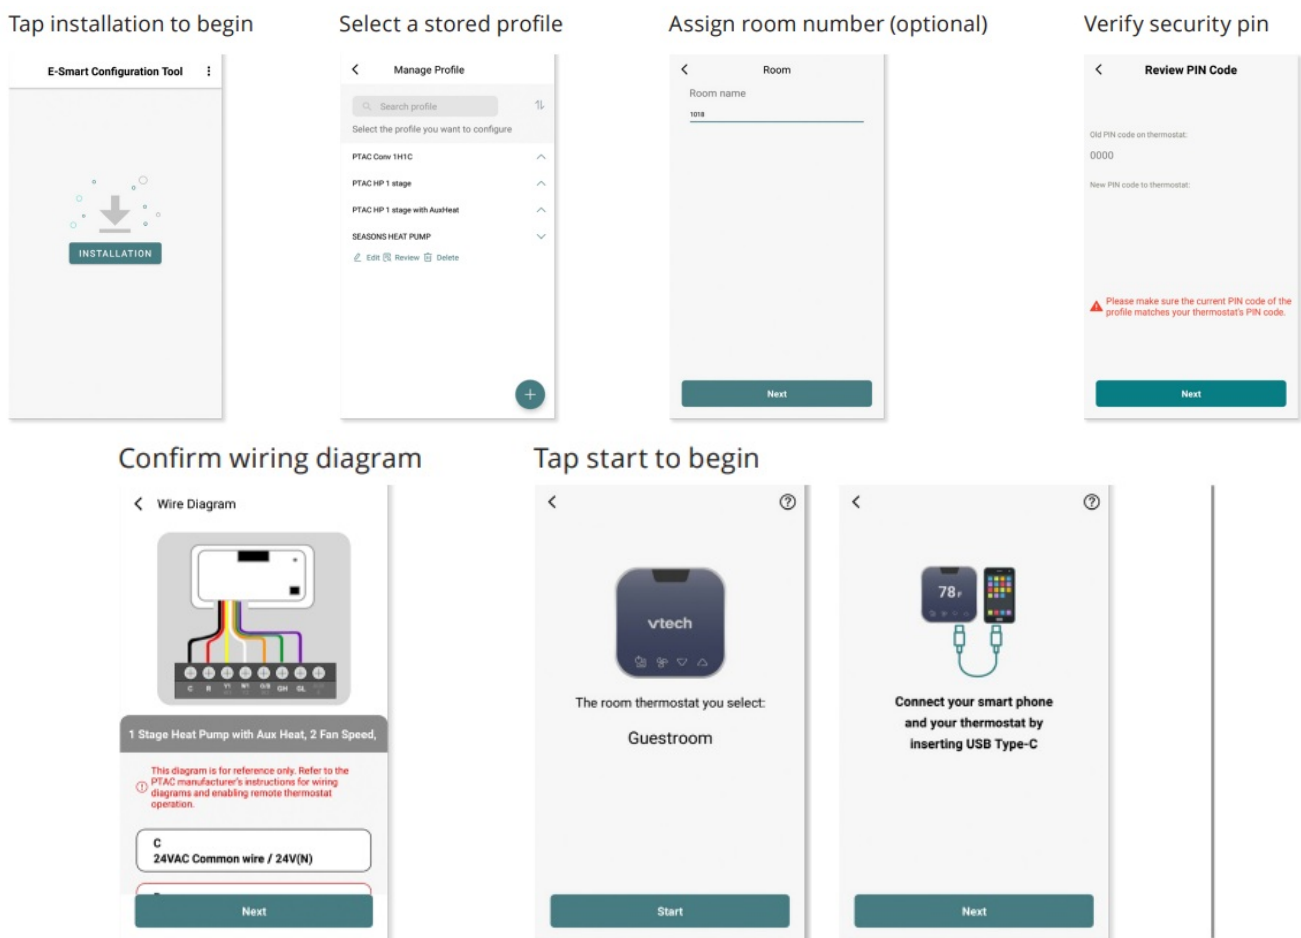 Tap installation to begin
E-Smart Configuration Tool
INSTALLATION
Select a stored profile
Manage Profile
Search profile
Select the profile you want to configure
PTAC Conv 1H1C
PTAC HP 1 stage
PTAC HP 1 stage with AuxHeat
SEASONS HEAT PUMP
Edit Review Delete
Assign room number (optional)
Room
Room name
1018
Next
Verify security pin
Review PIN Code
Old PIN code on thermostat:
0000
New PIN code to thermostat:
Please make sure the current PIN code of the
profile matches your thermostat's PIN code.
Next
Confirm wiring diagram
Wire Diagram
C R Y1 W1 O/B GH GL
1 Stage Heat Pump with Aux Heat, 2 Fan Speed,
This diagram is for reference only. Refer to the
PTAC manufacturer's instructions for wiring
diagrams and enabling remote thermostat
operation.
C
24VAC Common wire / 24V(N)
Next
Tap start to begin
vtech
The room thermostat you select:
Guestroom
Start
78F
Connect your smart phone
and your thermostat by
inserting USB Type-C
Next